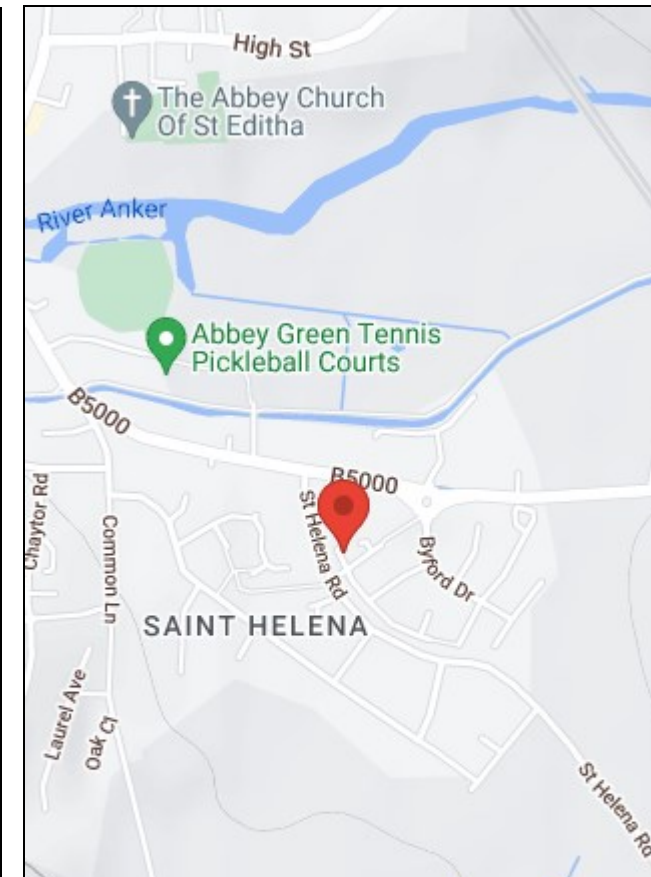 High St
The Abbey Church
Of St Editha
River Anker
Abbey Green Tennis
Pickleball Courts
B5000
B5000
Chaytor Rd
Common Ln
St Helena Rd
Byford Dr
SAINT HELENA
Laurel Ave
Oak Cl
St Helena Rd